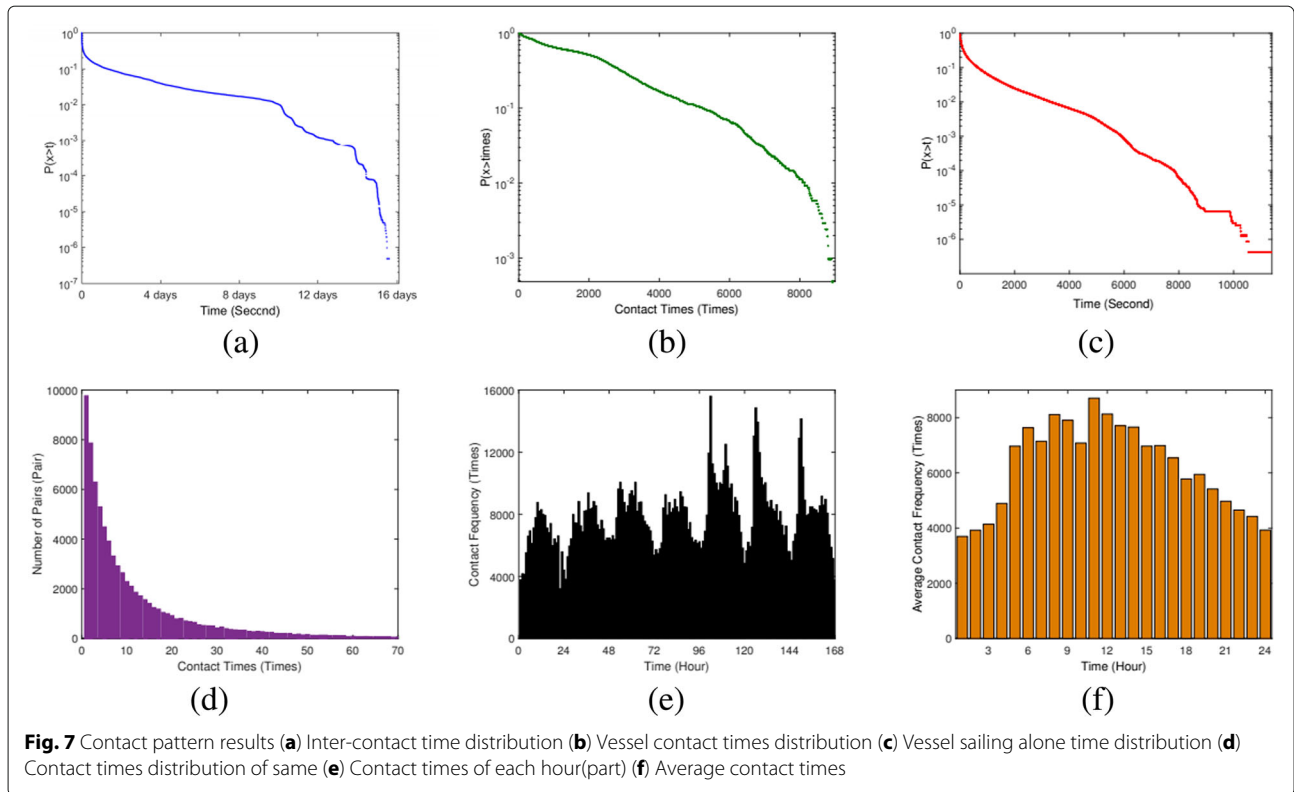 10^0
10^-1
10^-2
10^-3
10^-4
10^-5
10^-6
10^-7
P(x>t)
0 4 days 8 days 12 days 16 days
Time (Seccnd)
(a)
10^0
10^-1
10^-2
10^-3
P(x>times)
0 2000 4000 6000 8000
Contact Times (Times)
(b)
10^0
10^-1
10^-2
10^-3
10^-4
10^-5
10^-6
P(x>t)
0 2000 4000 6000 8000 10000
Time (Second)
(c)
10000
8000
6000
4000
2000
0
Number of Pairs (Pair)
0 10 20 30 40 50 60 70
Contact Times (Times)
(d)
16000
12000
8000
4000
0
Contact Fequency (Times)
0 24 48 72 96 120 144 168
Time (Hour)
(e)
8000
6000
4000
2000
0
Average Contact Frequency (Times)
3 6 9 12 15 18 21 24
Time (Hour)
(f)
Fig. 7 Contact pattern results (a) Inter-contact time distribution (b) Vessel contact times distribution (c) Vessel sailing alone time distribution (d)
Contact times distribution of same (e) Contact times of each hour(part) (f) Average contact times